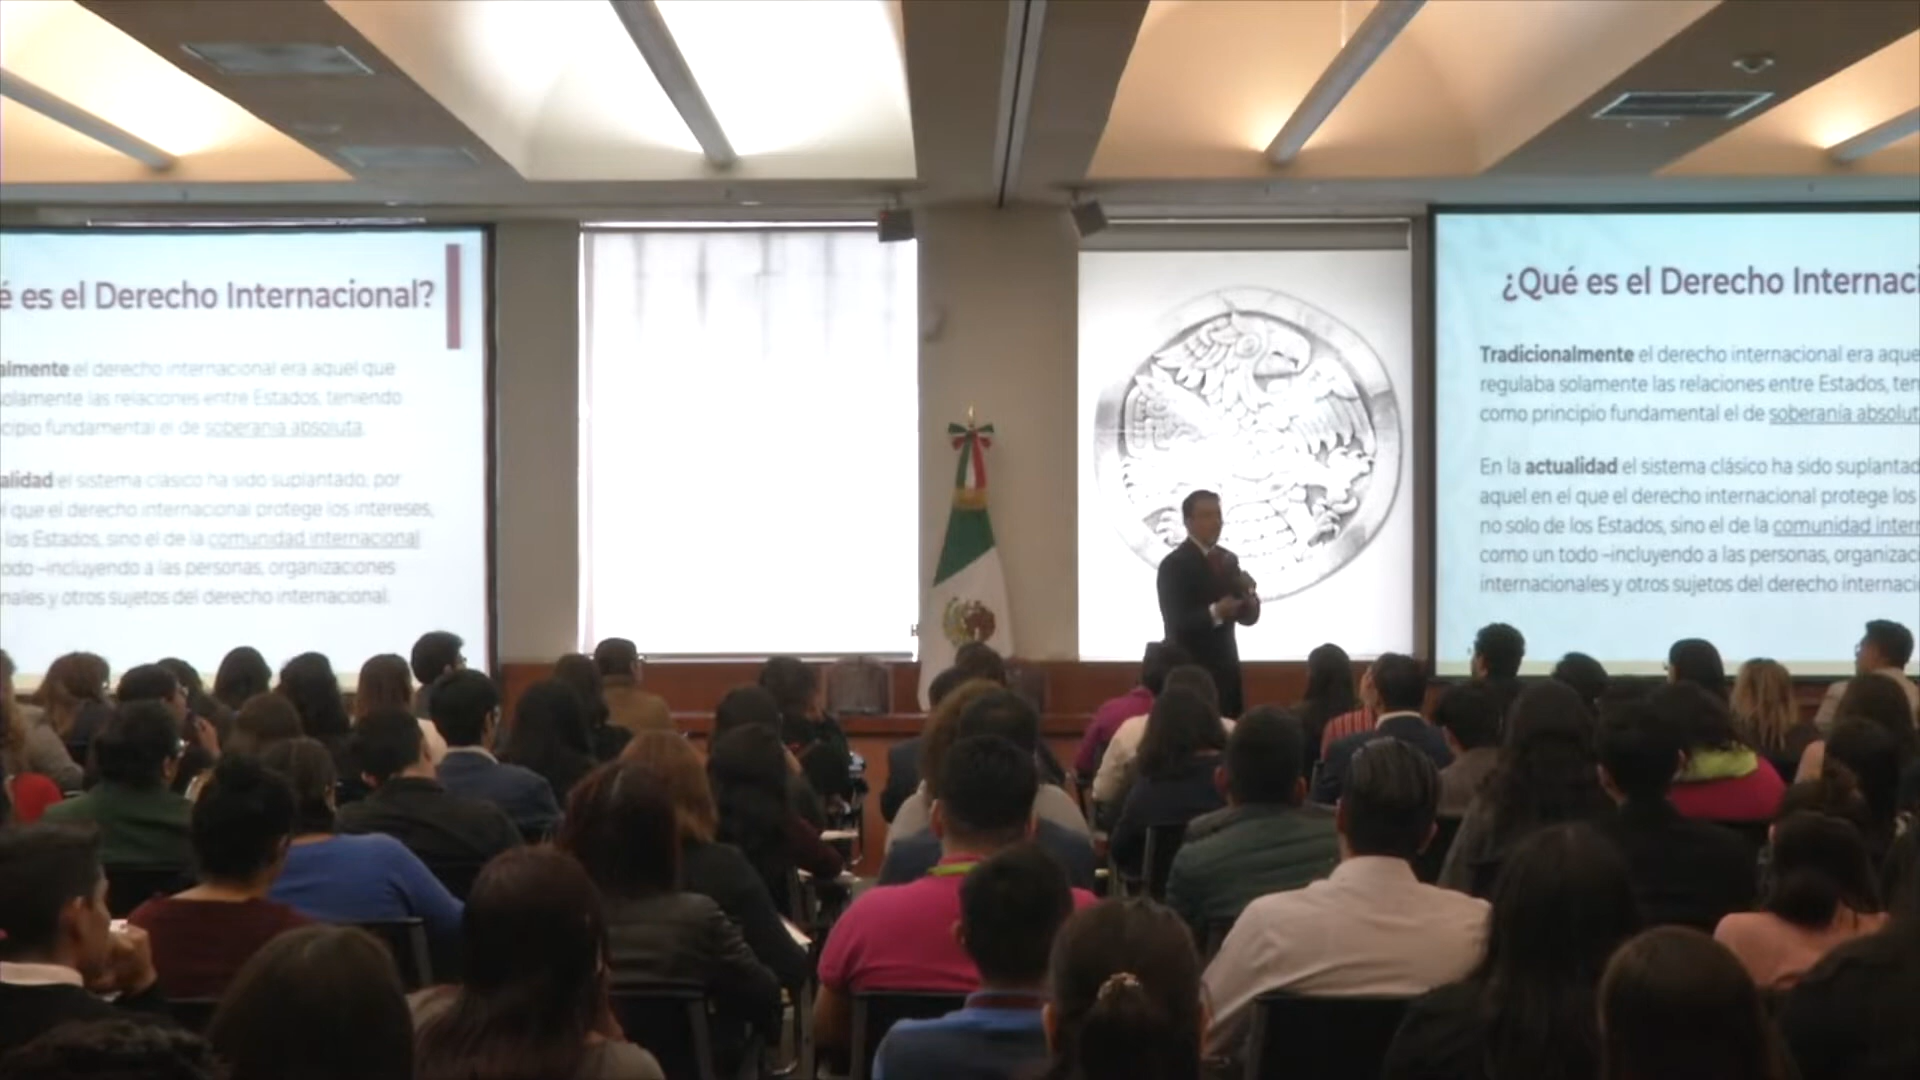 é es el Derecho Internacional?
almente el derecho internacional era aquel que
olamente las relaciones entre Estados, teniendo
cipio fundamental el de soberanía absoluta.
alidad el sistema clásico ha sido suplantado, por
l que el derecho internacional protege los intereses,
los Estados, sino el de la comunidad internacional
odo –incluyendo a las personas, organizaciones
nales y otros sujetos del derecho internacional.
¿Qué es el Derecho Internaci
Tradicionalmente el derecho internacional era aque
regulaba solamente las relaciones entre Estados, ten
como principio fundamental el de soberanía absolut
En la actualidad el sistema clásico ha sido suplantad
aquel en el que el derecho internacional protege los
no solo de los Estados, sino el de la comunidad intern
como un todo –incluyendo a las personas, organizaci
internacionales y otros sujetos del derecho internaci